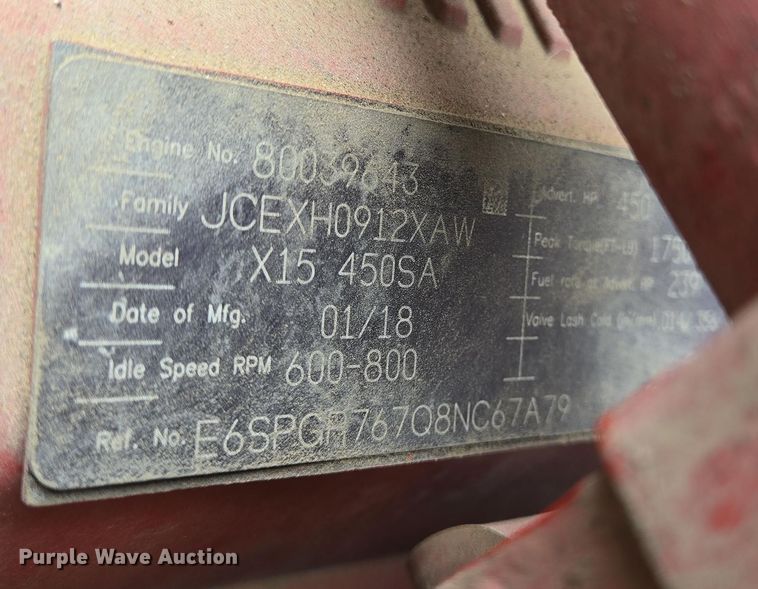 Engine No. 80039643
Family JCEXH0912XAW
Model X15 450SA
Date of Mfg. 01/18
Idle Speed RPM 600-800
Ref. No.
Advert. HP 450
Peak Torque(FT-LB)
Fuel rate at Advert. HP 239
Valve Lash Cold
Purple Wave Auction